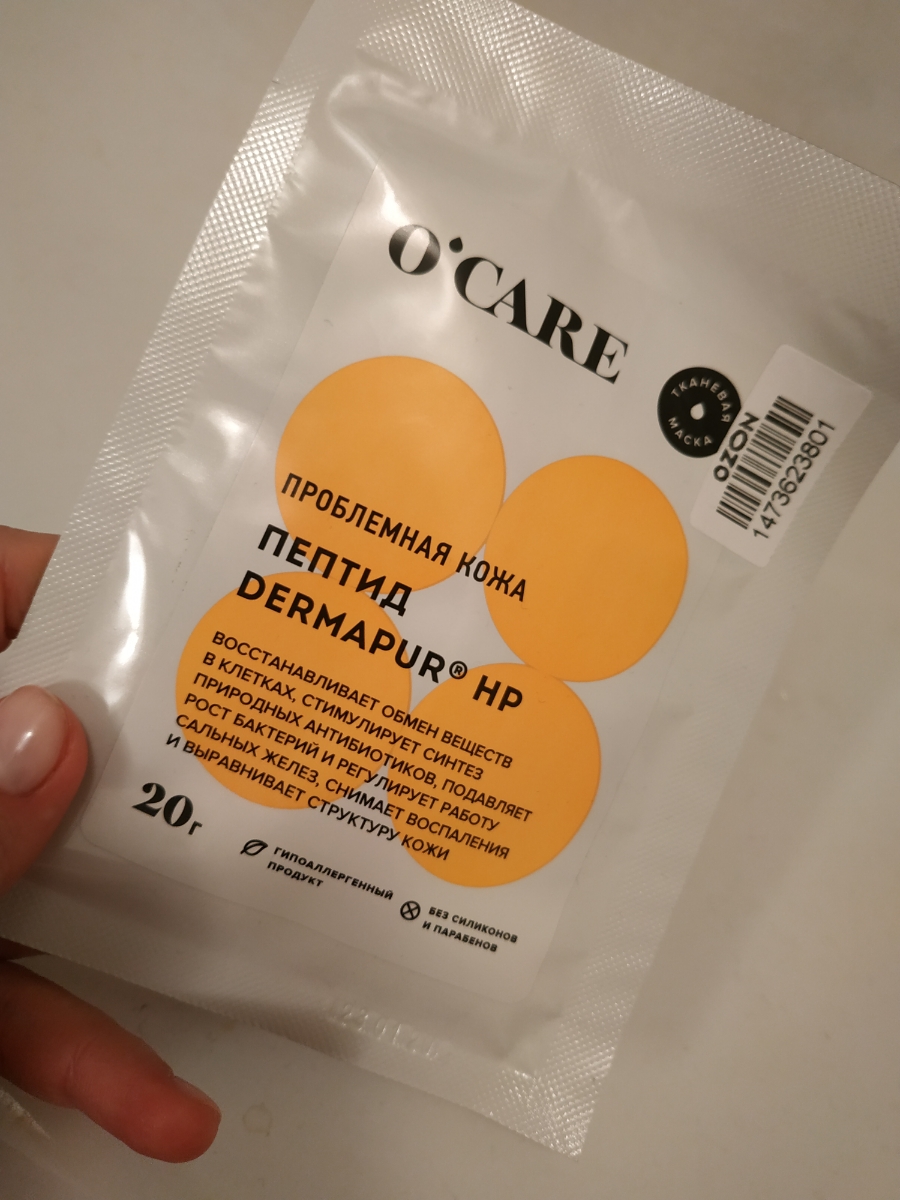 O'CARE
ТКАНЕВАЯ
МАСКА
OZON
1473623801
ПРОБЛЕМНАЯ КОЖА
ПЕПТИД
DERMAPUR® HP
ВОССТАНАВЛИВАЕТ ОБМЕН ВЕЩЕСТВ
В КЛЕТКАХ, СТИМУЛИРУЕТ СИНТЕЗ
ПРИРОДНЫХ АНТИБИОТИКОВ, ПОДАВЛЯЕТ
РОСТ БАКТЕРИЙ И РЕГУЛИРУЕТ РАБОТУ
САЛЬНЫХ ЖЕЛЕЗ, СНИМАЕТ ВОСПАЛЕНИЯ
И ВЫРАВНИВАЕТ СТРУКТУРУ КОЖИ
20г
ГИПОАЛЛЕРГЕННЫЙ
ПРОДУКТ
БЕЗ СИЛИКОНОВ
И ПАРАБЕНОВ